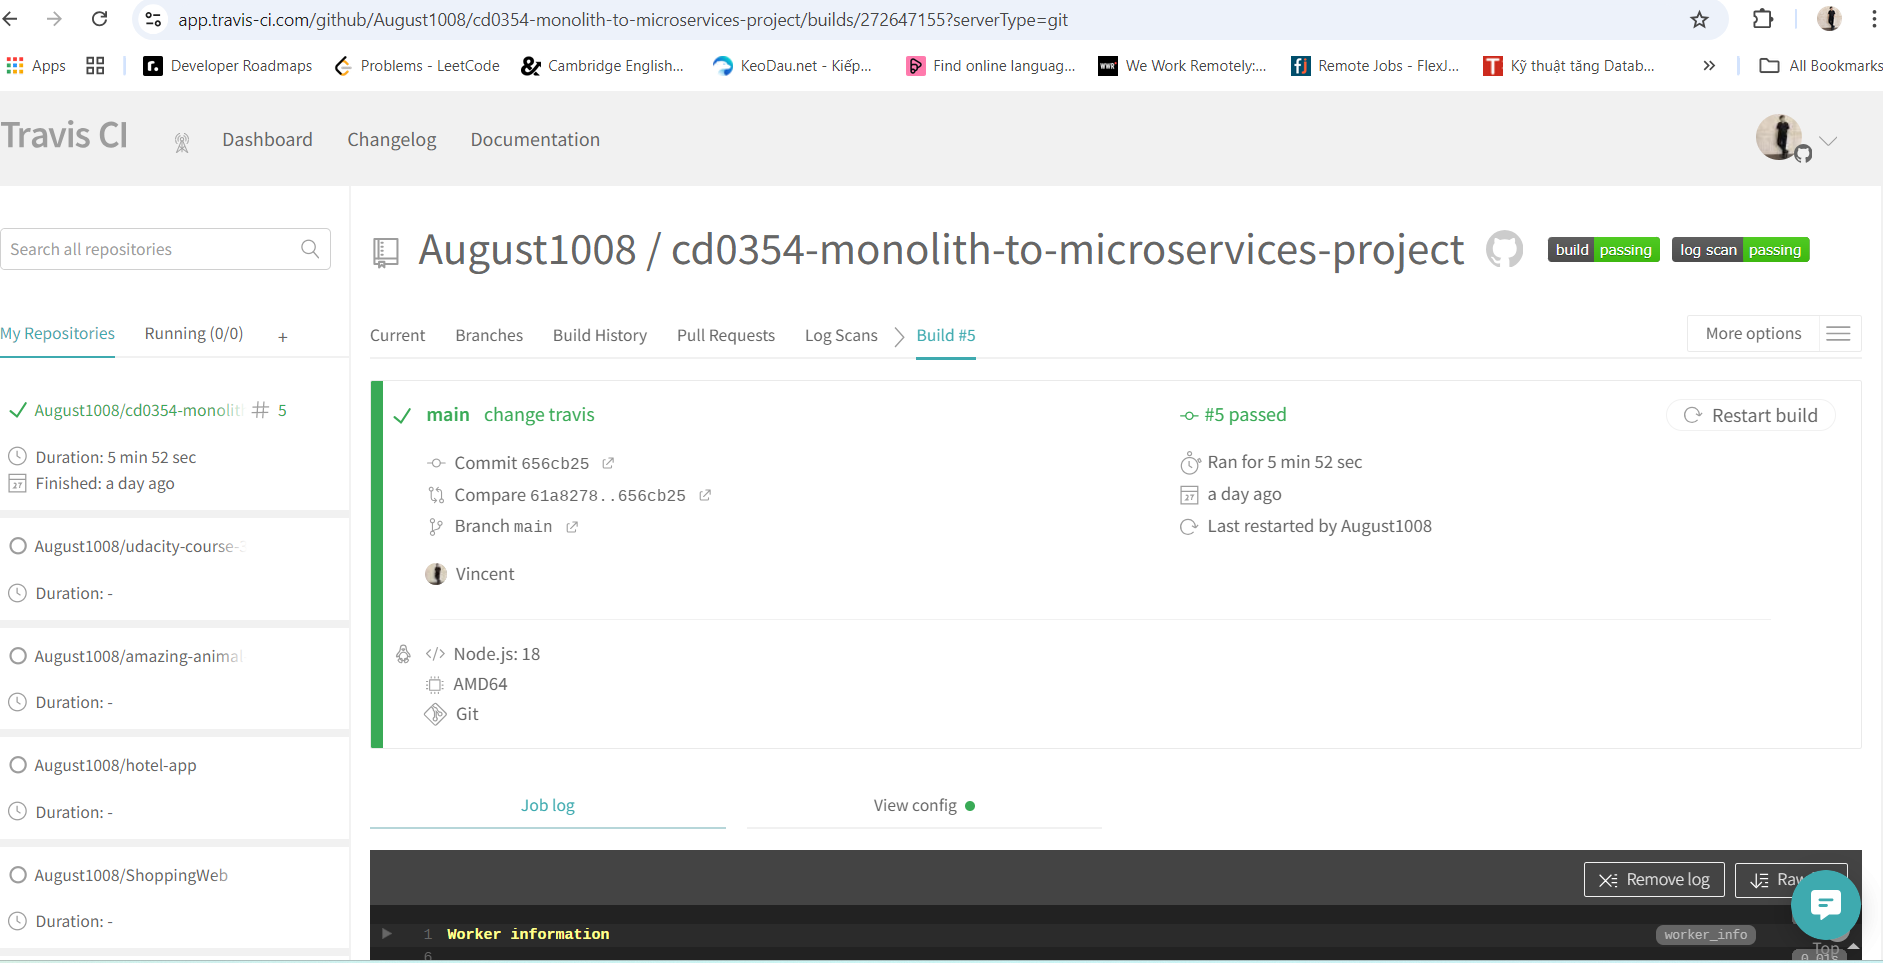 app.travis-ci.com/github/August1008/cd0354-monolith-to-microservices-project/builds/272647155?serverType=git
Apps
Developer Roadmaps
Problems - LeetCode
Cambridge English...
KeoDau.net - Kiếp...
Find online languag...
We Work Remotely:...
Remote Jobs - FlexJ...
Kỹ thuật tăng Datab...
All Bookmarks
Travis CI
Dashboard
Changelog
Documentation
Search all repositories
My Repositories
Running (0/0)
+
August1008/cd0354-monolith # 5
Duration: 5 min 52 sec
Finished: a day ago
August1008/udacity-course-
Duration: -
August1008/amazing-animal
Duration: -
August1008/hotel-app
Duration: -
August1008/ShoppingWeb
Duration: -
August1008 / cd0354-monolith-to-microservices-project
build passing
log scan passing
Current
Branches
Build History
Pull Requests
Log Scans
Build #5
More options
main change travis
Commit 656cb25
Compare 61a8278..656cb25
Branch main
Vincent
#5 passed
Ran for 5 min 52 sec
a day ago
Last restarted by August1008
Restart build
Node.js: 18
AMD64
Git
Job log
View config
Remove log
Raw
1 Worker information
worker_info
6
0.01s
Top